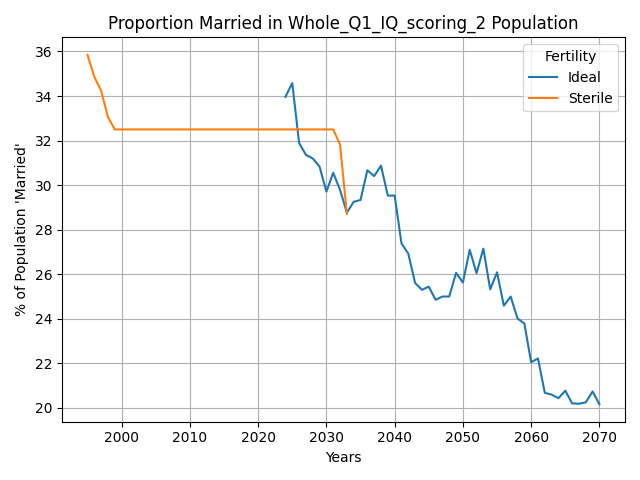 Proportion Married in Whole_Q1_IQ_scoring_2 Population
% of Population 'Married'
36
34
32
30
28
26
24
22
20
Fertility
Ideal
Sterile
2000 2010 2020 2030 2040 2050 2060 2070
Years